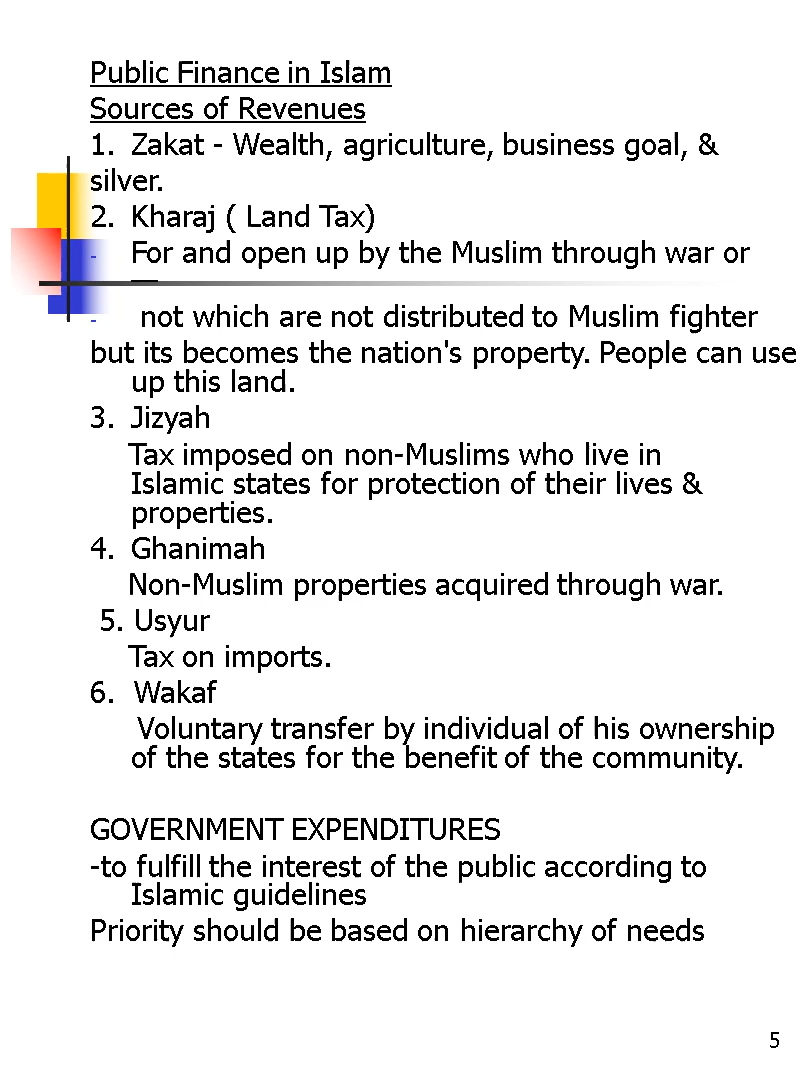 Public Finance in Islam
Sources of Revenues
1. Zakat - Wealth, agriculture, business goal, &
silver.
2. Kharaj ( Land Tax)
- For and open up by the Muslim through war or
- not which are not distributed to Muslim fighter
but its becomes the nation's property. People can use
up this land.
3. Jizyah
Tax imposed on non-Muslims who live in
Islamic states for protection of their lives &
properties.
4. Ghanimah
Non-Muslim properties acquired through war.
5. Usyur
Tax on imports.
6. Wakaf
Voluntary transfer by individual of his ownership
of the states for the benefit of the community.
GOVERNMENT EXPENDITURES
-to fulfill the interest of the public according to
Islamic guidelines
Priority should be based on hierarchy of needs
5